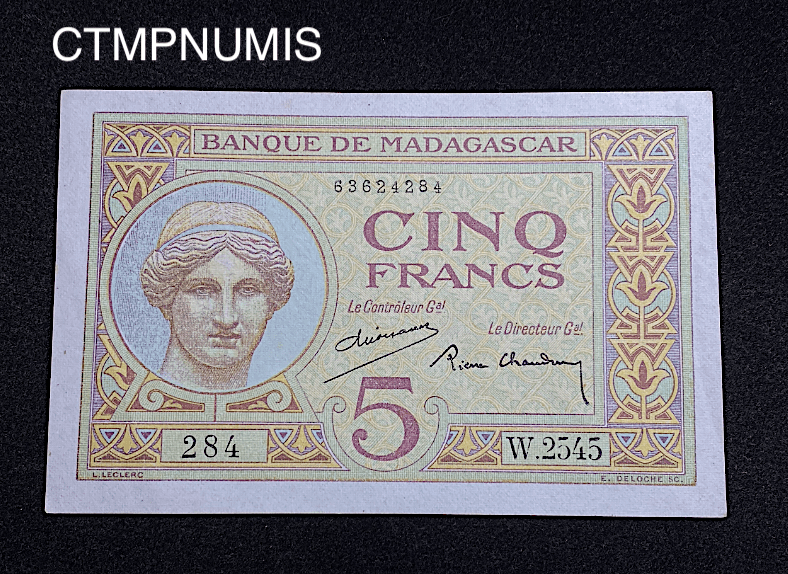 CTMPNUMIS
BANQUE DE MADAGASCAR
63624284
CINQ
FRANCS
Le Contrôleur Gal
Le Directeur Gal
5
284
W.2545
L. LECLERC
E. DELOCHE SC.